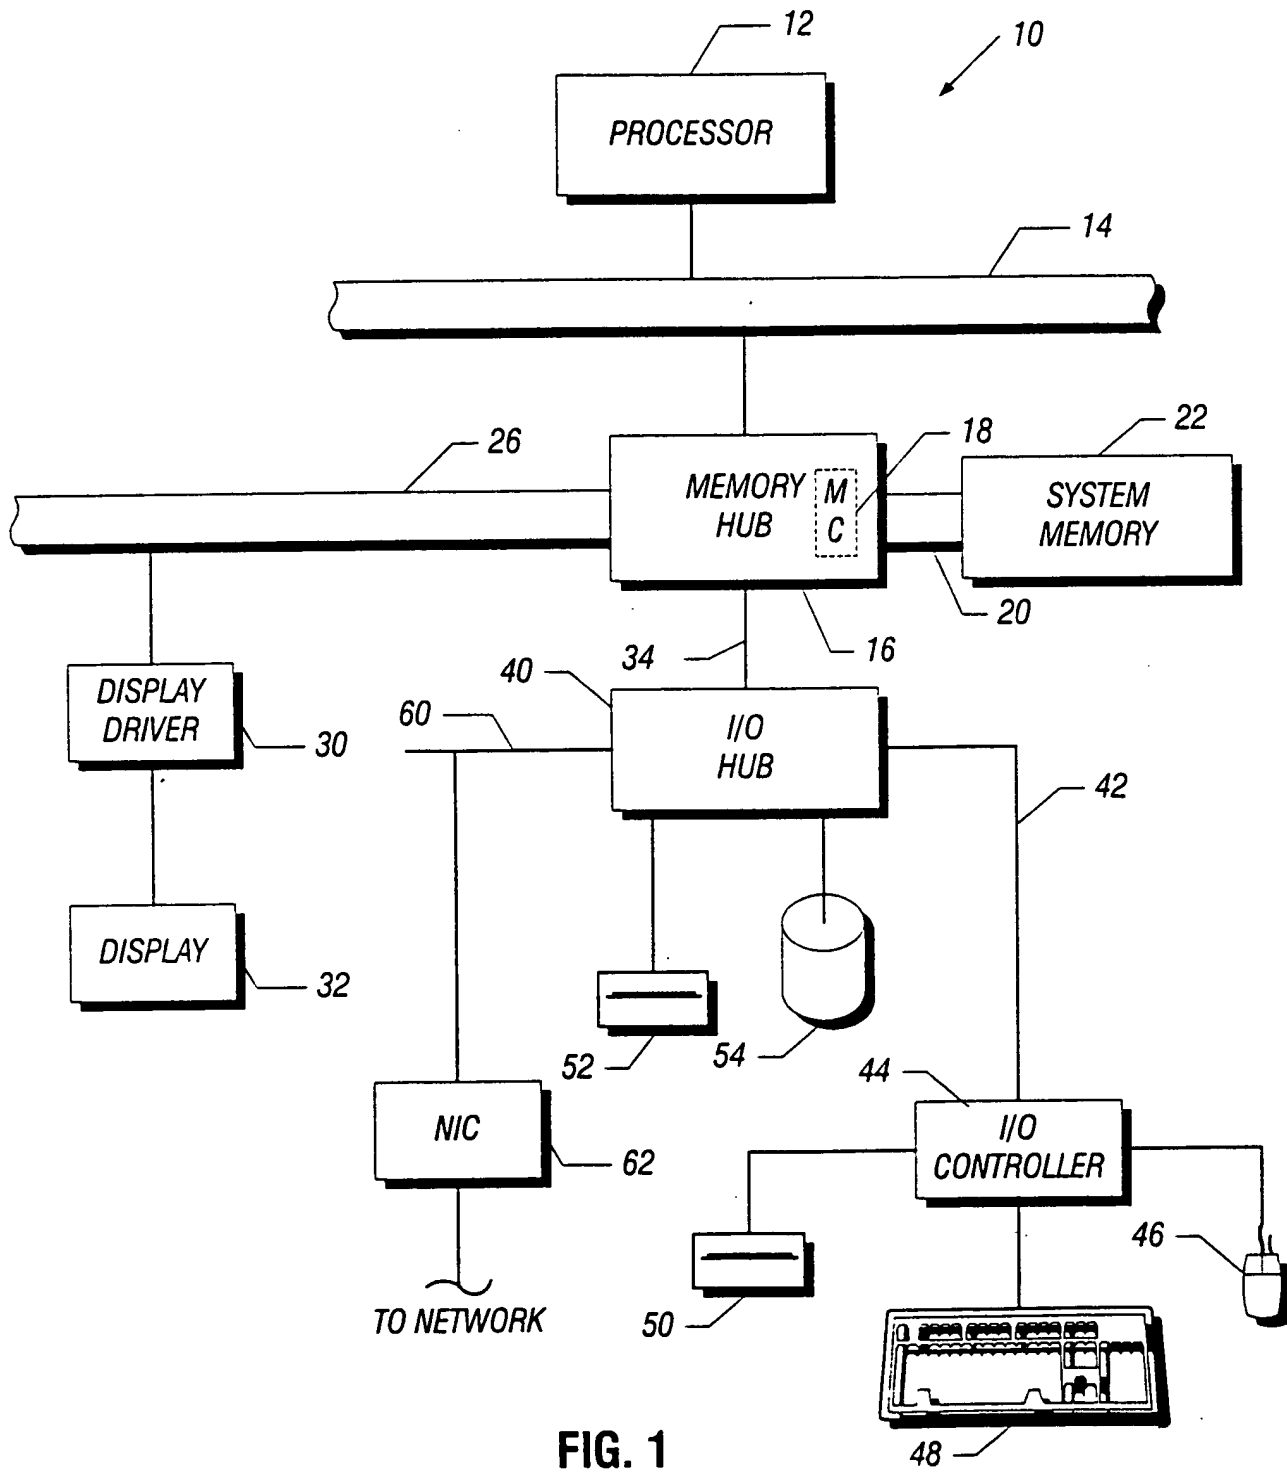 12
10
PROCESSOR
14
26
18
22
MEMORY
HUB
M
C
SYSTEM
MEMORY
20
34
16
40
DISPLAY
DRIVER
30
60
I/O
HUB
42
DISPLAY
32
52
54
44
NIC
62
I/O
CONTROLLER
46
50
TO NETWORK
48
FIG. 1